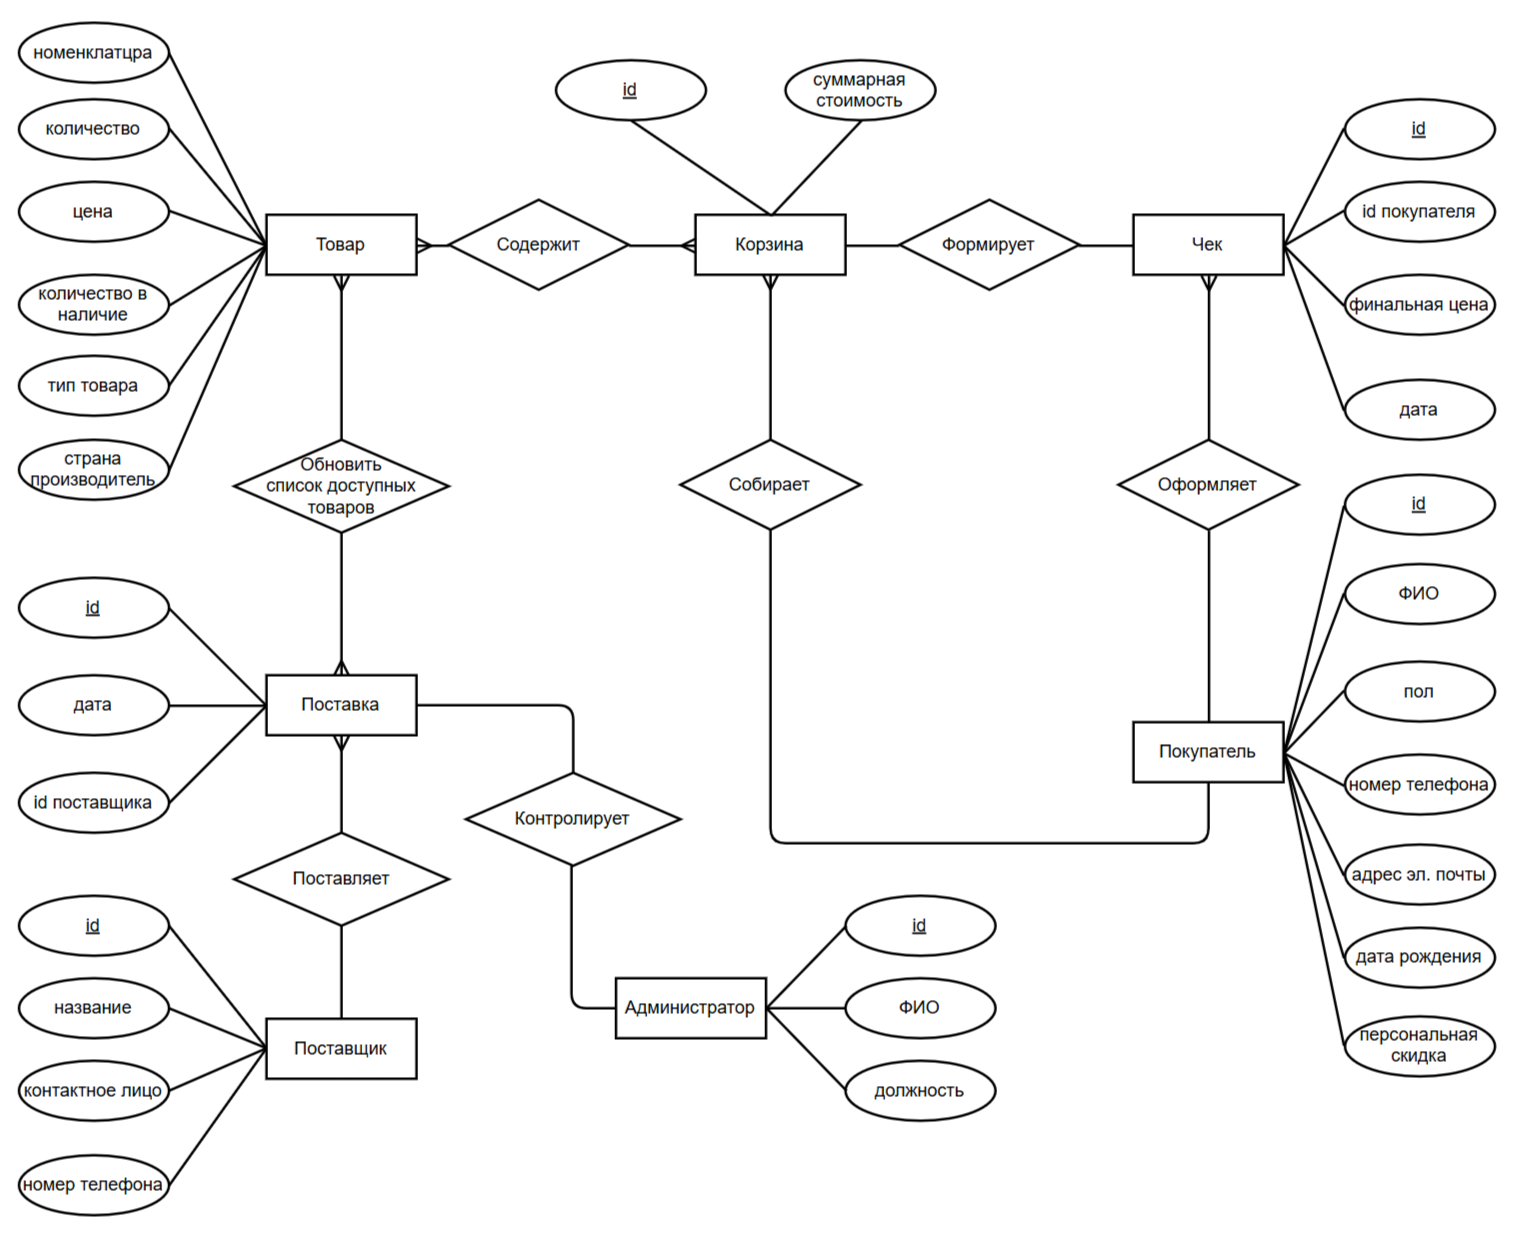 номенклатцра
количество
цена
количество в
наличие
тип товара
страна
производитель
id
суммарная
стоимость
Товар
Содержит
Корзина
Формирует
Чек
id
id покупателя
финальная цена
дата
Обновить
список доступных
товаров
Собирает
Оформляет
id
дата
id поставщика
Поставка
Контролирует
Покупатель
id
ФИО
пол
номер телефона
адрес эл. почты
дата рождения
персональная
скидка
Поставляет
id
название
контактное лицо
номер телефона
Поставщик
Администратор
id
ФИО
должность